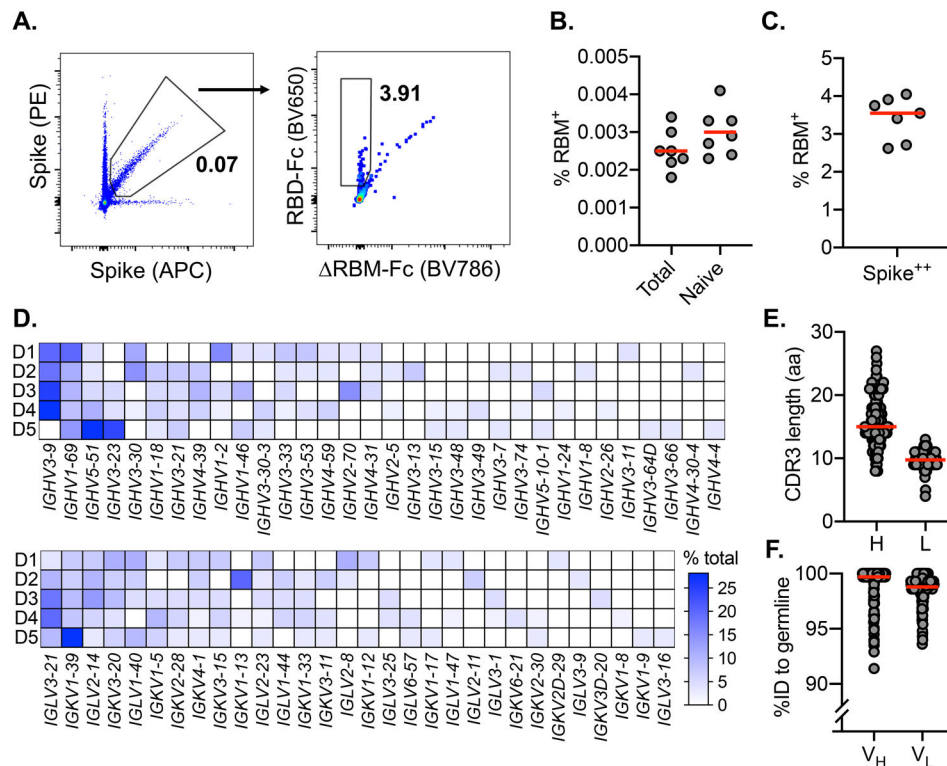 A.
Spike (PE)
0.07
Spike (APC)
RBD-Fc (BV650)
3.91
ΔRBM-Fc (BV786)
B.
% RBM+
0.005
0.004
0.003
0.002
0.001
0.000
Total
Naive
C.
% RBM+
5
4
3
2
1
0
Spike++
D.
D1
D2
D3
D4
D5
IGHV3-9
IGHV1-69
IGHV5-51
IGHV3-23
IGHV3-30
IGHV1-18
IGHV3-21
IGHV4-39
IGHV1-2
IGHV1-46
IGHV3-30-3
IGHV3-33
IGHV3-53
IGHV4-59
IGHV2-70
IGHV4-31
IGHV2-5
IGHV3-13
IGHV3-15
IGHV3-48
IGHV3-49
IGHV3-7
IGHV3-74
IGHV5-10-1
IGHV1-24
IGHV1-8
IGHV2-26
IGHV3-11
IGHV3-64D
IGHV3-66
IGHV4-30-4
IGHV4-4
D1
D2
D3
D4
D5
IGLV3-21
IGKV1-39
IGLV2-14
IGKV3-20
IGLV1-40
IGKV1-5
IGKV2-28
IGKV4-1
IGKV3-15
IGKV1-13
IGLV2-23
IGLV1-44
IGKV1-33
IGKV3-11
IGLV2-8
IGKV1-12
IGLV3-25
IGLV6-57
IGKV1-17
IGLV1-47
IGLV2-11
IGLV3-1
IGKV6-21
IGKV2-30
IGKV2D-29
IGLV3-9
IGKV3D-20
IGKV1-8
IGKV1-9
IGLV3-16
% total
25
20
15
10
5
0
E.
CDR3 length (aa)
30
20
10
0
H
L
F.
%ID to germline
100
95
90
VH
VL